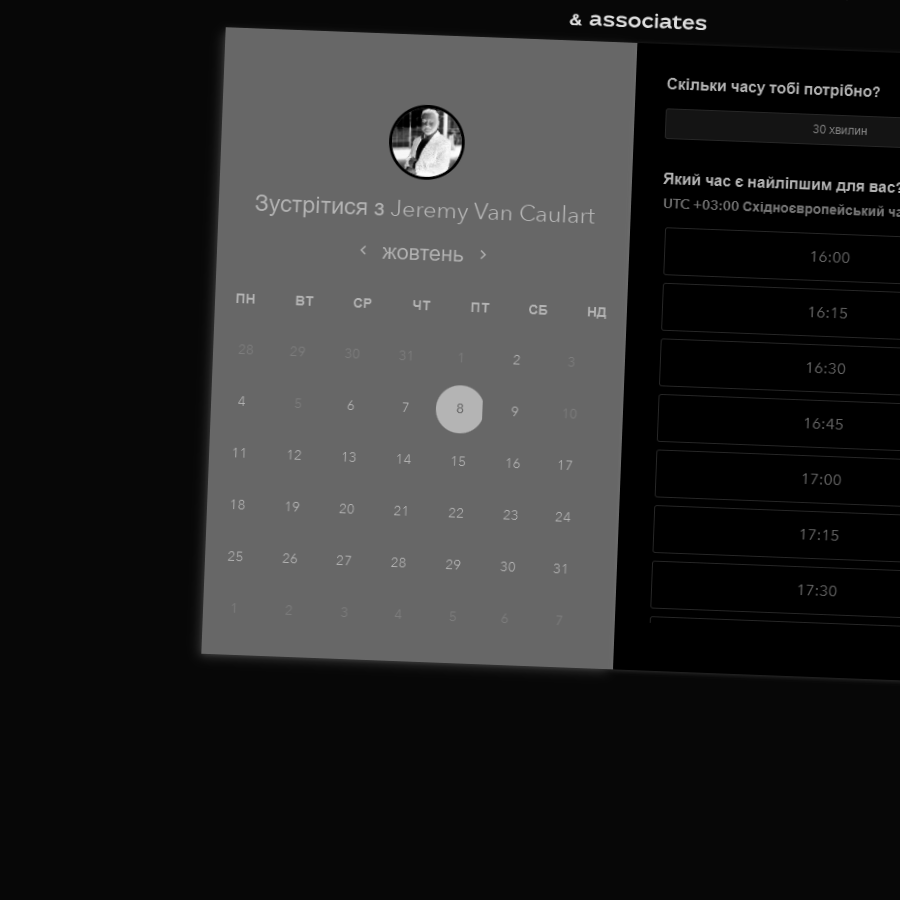 & associates
Зустрітися з Jeremy Van Caulart
жовтень
ПН ВТ СР ЧТ ПТ СБ НД
28 29 30 31 1 2 3
4 5 6 7 8 9 10
11 12 13 14 15 16 17
18 19 20 21 22 23 24
25 26 27 28 29 30 31
1 2 3 4 5 6 7
Скільки часу тобі потрібно?
30 хвилин
Який час є найліпшим для вас?
UTC +03:00 Східноєвропейський ча
16:00
16:15
16:30
16:45
17:00
17:15
17:30